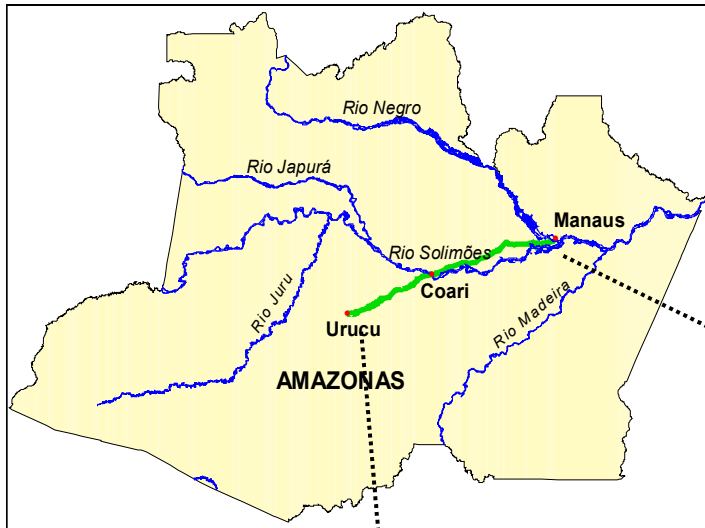 Rio Negro
Rio Japurá
Manaus
Rio Solimões
Coari
Rio Juru
Urucu
Rio Madeira
AMAZONAS